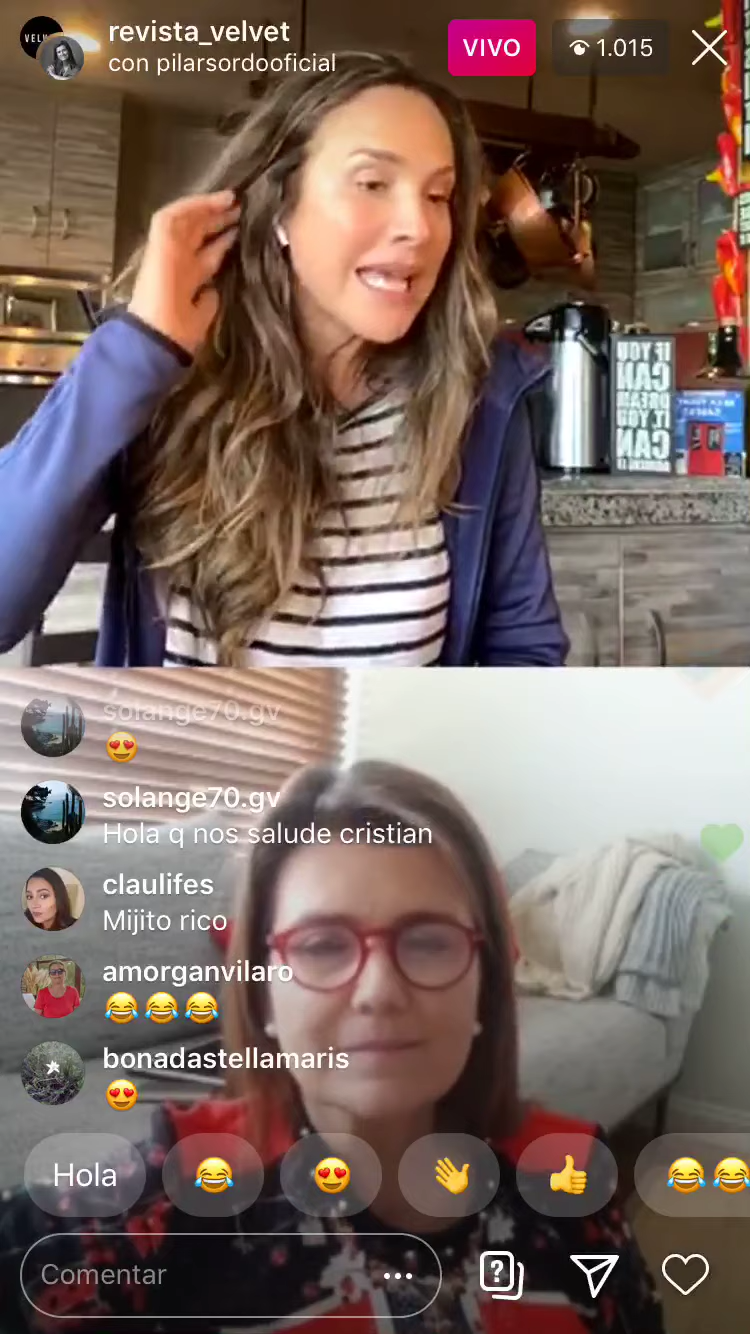 VELV
revista_velvet
con pilarsordooficial
VIVO
1.015
IF YOU
CAN
DREAM
IT, YOU
CAN
solange70.gv
solange70.gv
Hola q nos salude cristian
claulifes
Mijito rico
amorganvilaro
😂😂😂
bonadastellamaris
😍
Hola
Comentar